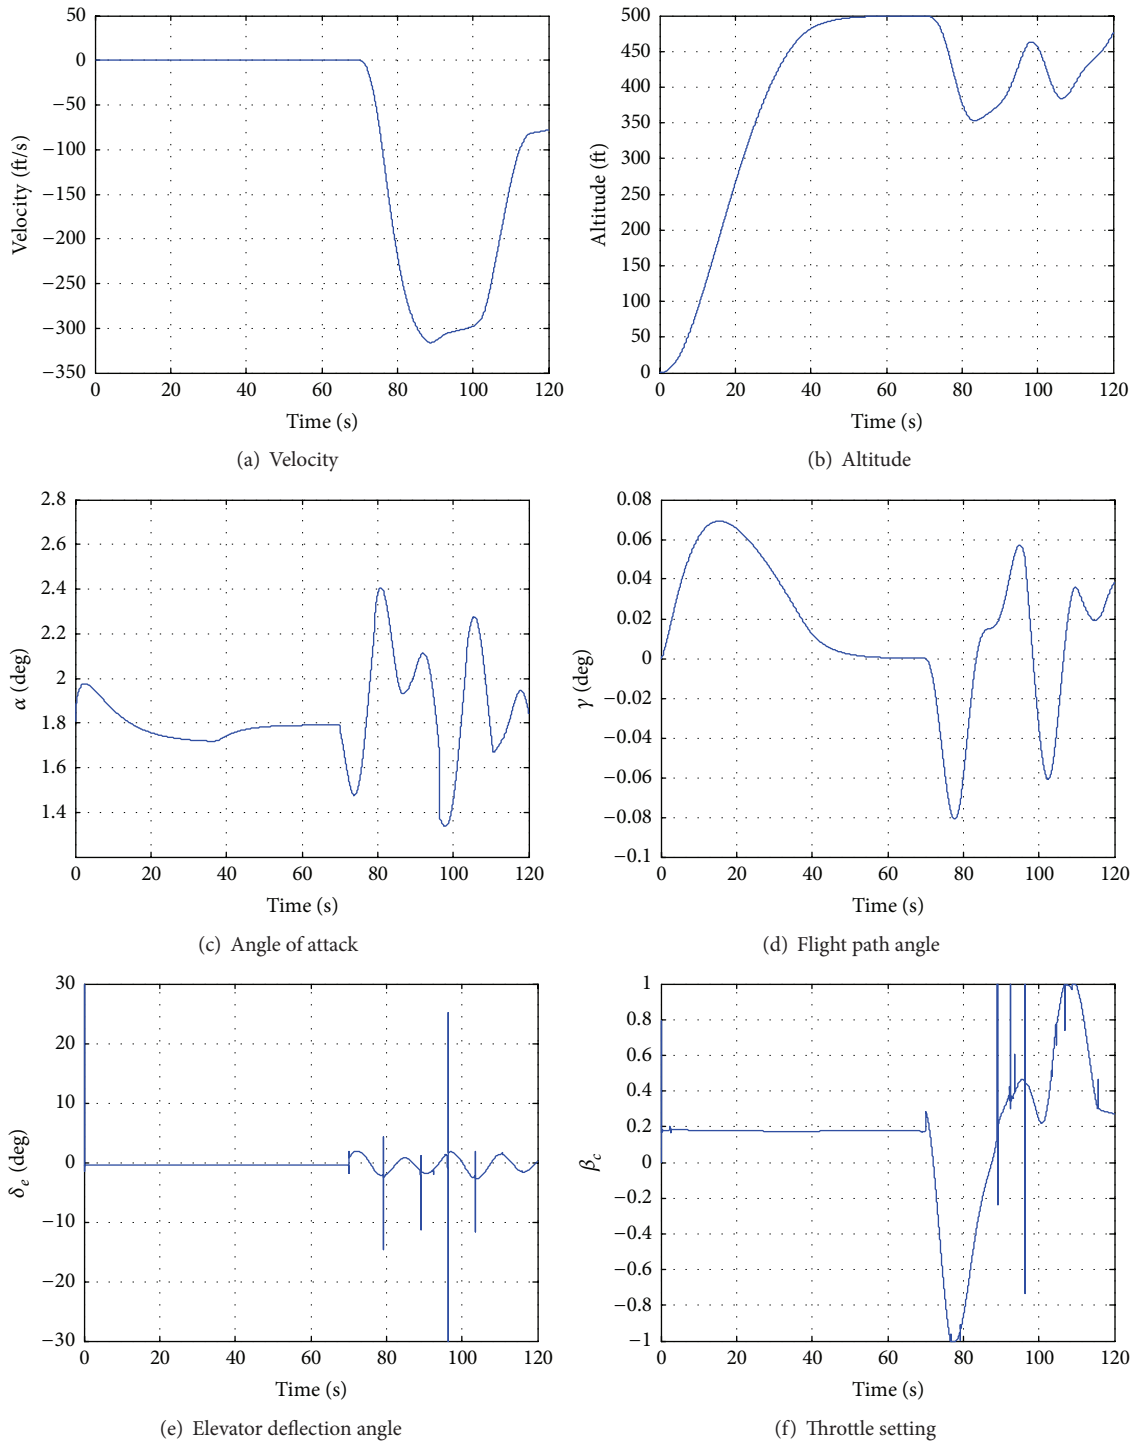 50
0
−50
−100
−150
−200
−250
−300
−350
0 20 40 60 80 100 120
Velocity (ft/s)
Time (s)
(a) Velocity
500
450
400
350
300
250
200
150
100
50
0
0 20 40 60 80 100 120
Altitude (ft)
Time (s)
(b) Altitude
2.8
2.6
2.4
2.2
2
1.8
1.6
1.4
0 20 40 60 80 100 120
α (deg)
Time (s)
(c) Angle of attack
0.08
0.06
0.04
0.02
0
−0.02
−0.04
−0.06
−0.08
−0.1
0 20 40 60 80 100 120
γ (deg)
Time (s)
(d) Flight path angle
30
20
10
0
−10
−20
−30
0 20 40 60 80 100 120
δe (deg)
Time (s)
(e) Elevator deflection angle
1
0.8
0.6
0.4
0.2
0
−0.2
−0.4
−0.6
−0.8
−1
0 20 40 60 80 100 120
βc
Time (s)
(f) Throttle setting